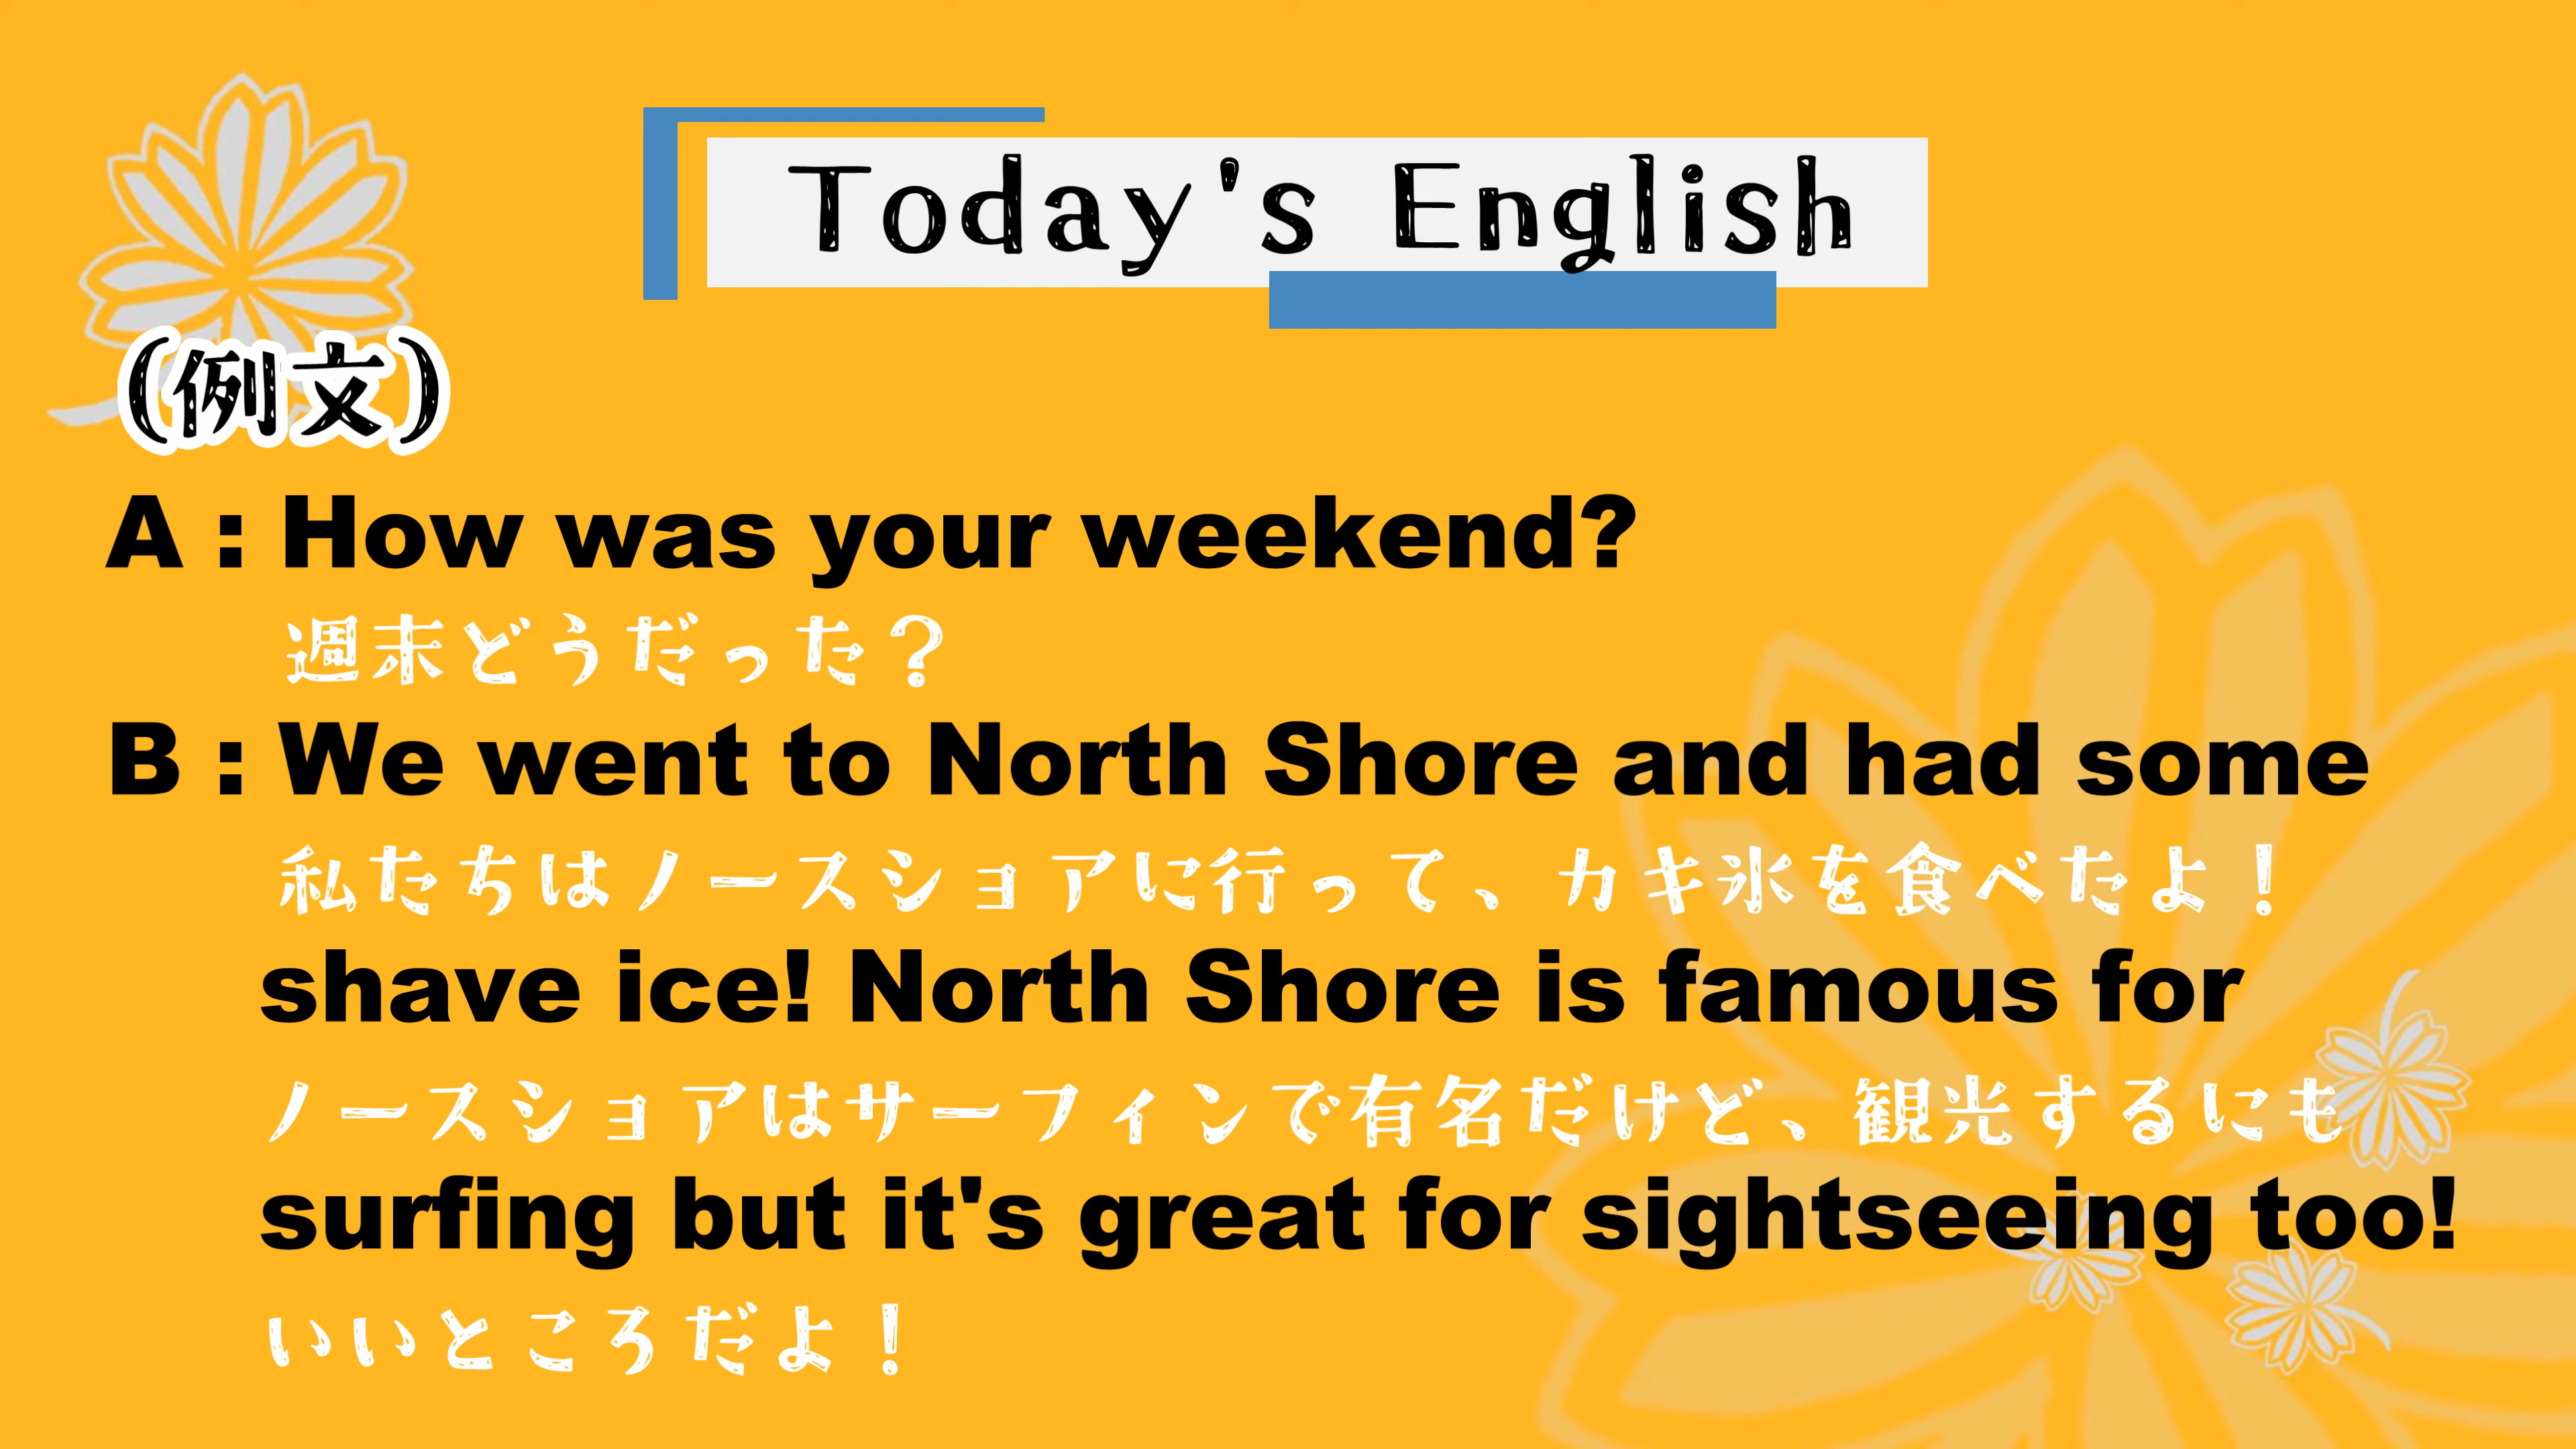 Today's English
(例文)
A : How was your weekend?
週末どうだった？
B : We went to North Shore and had some
私たちはノースショアに行って、カキ氷を食べたよ！
shave ice! North Shore is famous for
ノースショアはサーフィンで有名だけど、観光するにも
surfing but it's great for sightseeing too!
いいところだよ！